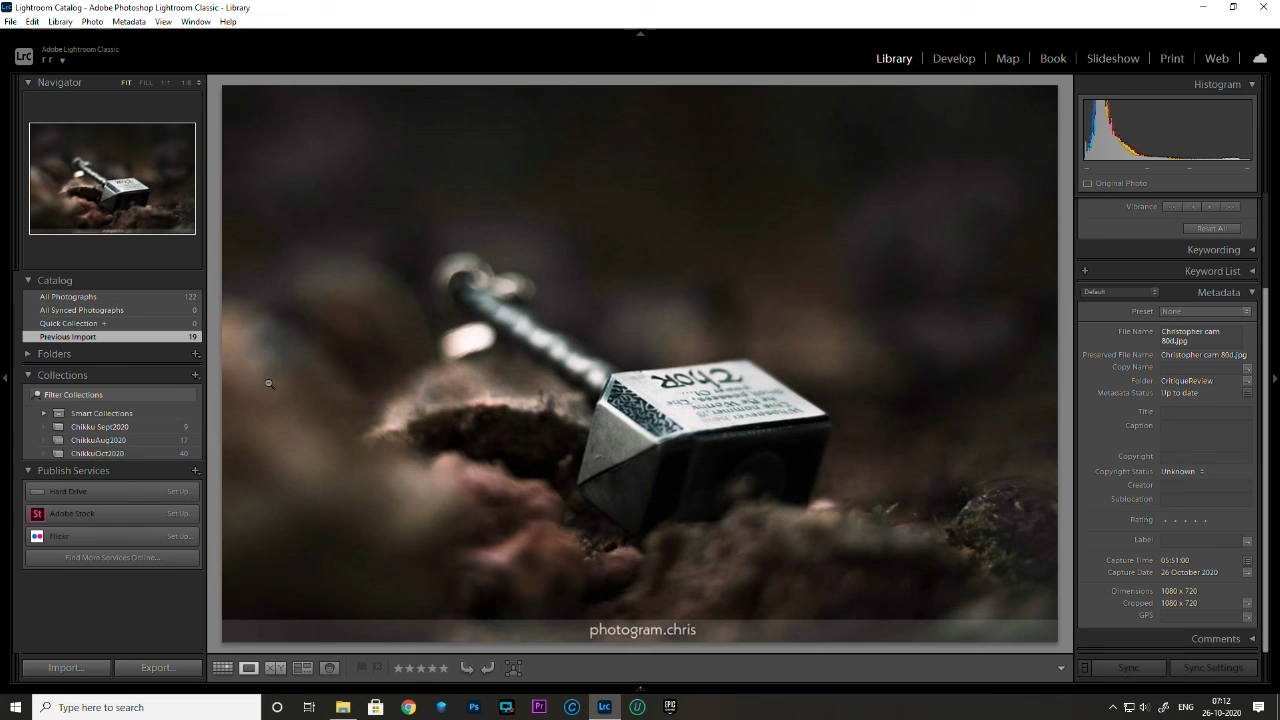 Lightroom Catalog - Adobe Photoshop Lightroom Classic - Library
File Edit Library Photo Metadata View Window Help
LrC
Adobe Lightroom Classic
r r
Library | Develop | Map | Book | Slideshow | Print | Web
Navigator FIT FILL 1:1 1:6
Histogram
Original Photo
Vibrance
Reset All
Keywording
Keyword List
Default Metadata
Preset None
File Name Christopher cam 80d.jpg
Preserved File Name Christopher cam 80d.jpg
Copy Name
Folder CritiqueReview
Metadata Status Up to date
Title
Caption
Copyright
Copyright Status Unknown
Creator
Sublocation
Rating
Label
Capture Time 05:51:00
Capture Date 26 October 2020
Dimensions 1080 x 720
Cropped 1080 x 720
GPS
Comments
Sync Sync Settings
Catalog
All Photographs 122
All Synced Photographs 0
Quick Collection + 0
Previous Import 19
Folders
Collections
Filter Collections
Smart Collections
Chikku Sept2020 9
ChikkuAug2020 17
ChikkuOct2020 40
Publish Services
Hard Drive Set Up...
St Adobe Stock Set Up...
Flickr Set Up...
Find More Services Online...
Import... Export...
THOR
Whosoever
photogram.chris
Type here to search
Ps Pr LrC EPIC
ENG 07:12
26-10-2020